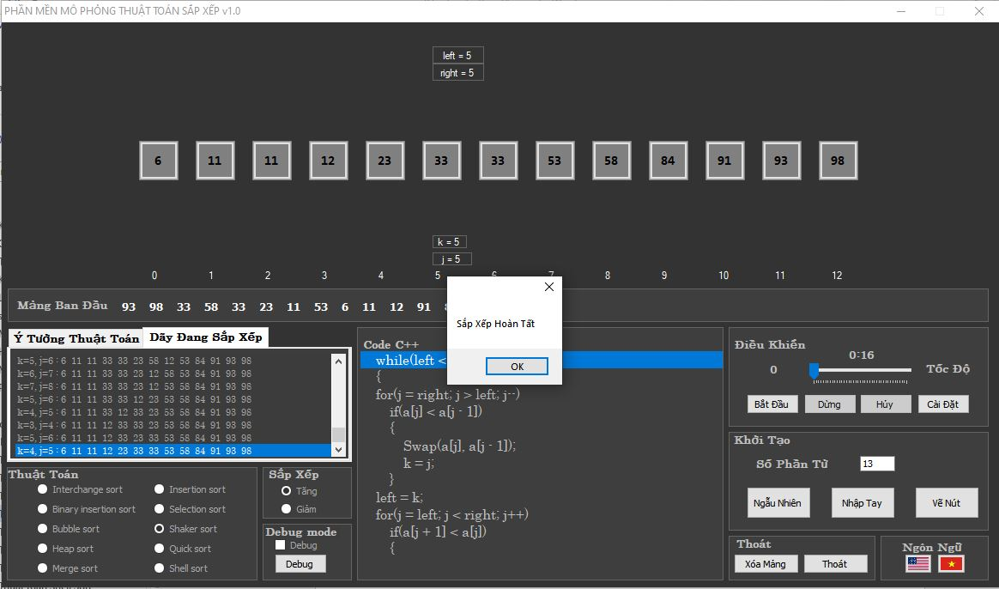 PHẦN MỀN MÔ PHỎNG THUẬT TOÁN SẮP XẾP v1.0
left = 5
right = 5
6 11 11 12 23 33 33 53 58 84 91 93 98
k = 5
j = 5
0 1 2 3 4 5 6 7 8 9 10 11 12
Mảng Ban Đầu 93 98 33 58 33 23 11 53 6 11 12 91
Sắp Xếp Hoàn Tất
OK
Ý Tưởng Thuật Toán
Dãy Đang Sắp Xếp
k=5, j=6 : 6 11 11 33 33 23 58 12 53 84 91 93 98
k=6, j=7 : 6 11 11 33 33 23 12 58 53 84 91 93 98
k=7, j=8 : 6 11 11 33 33 23 12 53 58 84 91 93 98
k=5, j=6 : 6 11 11 33 33 12 23 53 58 84 91 93 98
k=4, j=5 : 6 11 11 33 12 33 23 53 58 84 91 93 98
k=3, j=4 : 6 11 11 12 33 33 23 53 58 84 91 93 98
k=5, j=6 : 6 11 11 12 33 23 33 53 58 84 91 93 98
k=4, j=5 : 6 11 11 12 23 33 33 53 58 84 91 93 98
Thuật Toán
Interchange sort
Insertion sort
Binary insertion sort
Selection sort
Bubble sort
Shaker sort
Heap sort
Quick sort
Merge sort
Shell sort
Sắp Xếp
Tăng
Giảm
Debug mode
Debug
Debug
Code C++
while(left <
{
for(j = right; j > left; j--)
if(a[j] < a[j - 1])
{
Swap(a[j], a[j - 1]);
k = j;
}
left = k;
for(j = left; j < right; j++)
if(a[j + 1] < a[j])
{
Điều Khiển
0:16
0
Tốc Độ
Bắt Đầu
Dừng
Hủy
Cài Đặt
Khởi Tạo
Số Phần Tử 13
Ngẫu Nhiên
Nhập Tay
Vẽ Nút
Thoát
Xóa Mảng
Thoát
Ngôn Ngữ